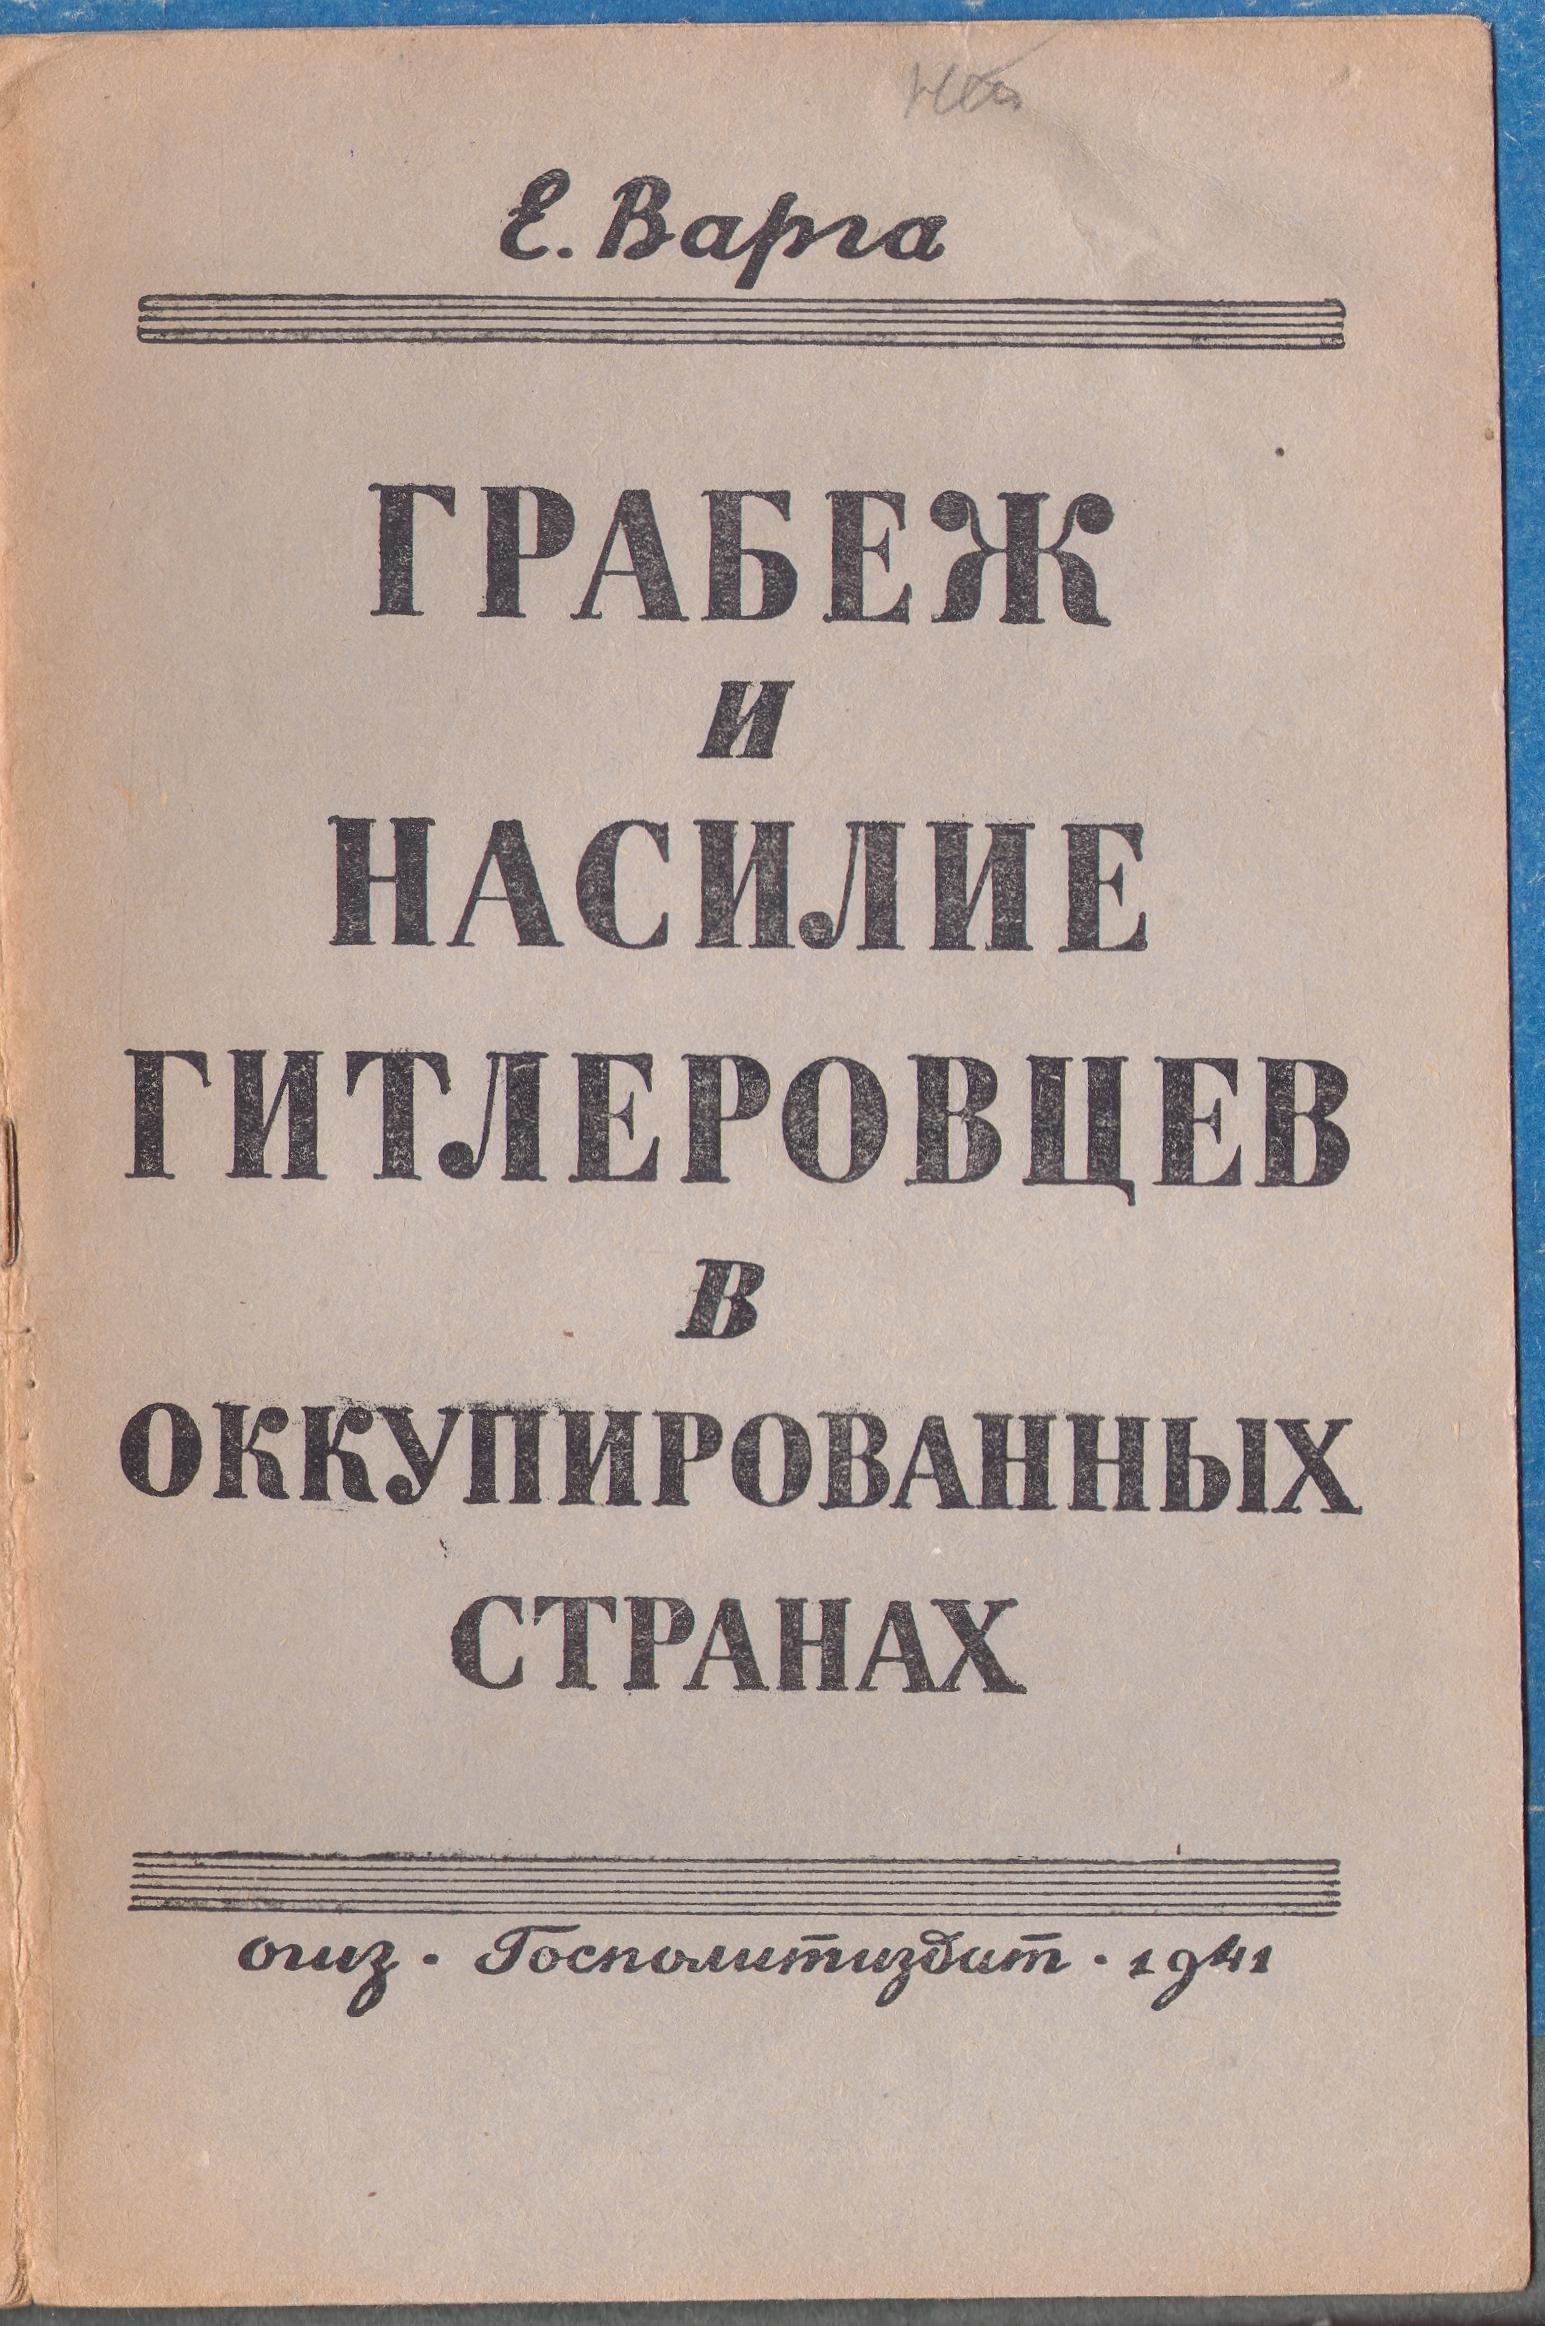 Е. Варга
ГРАБЕЖ
и
НАСИЛИЕ
ГИТЛЕРОВЦЕВ
в
ОККУПИРОВАННЫХ
СТРАНАХ
огиз · Госполитиздат · 1941